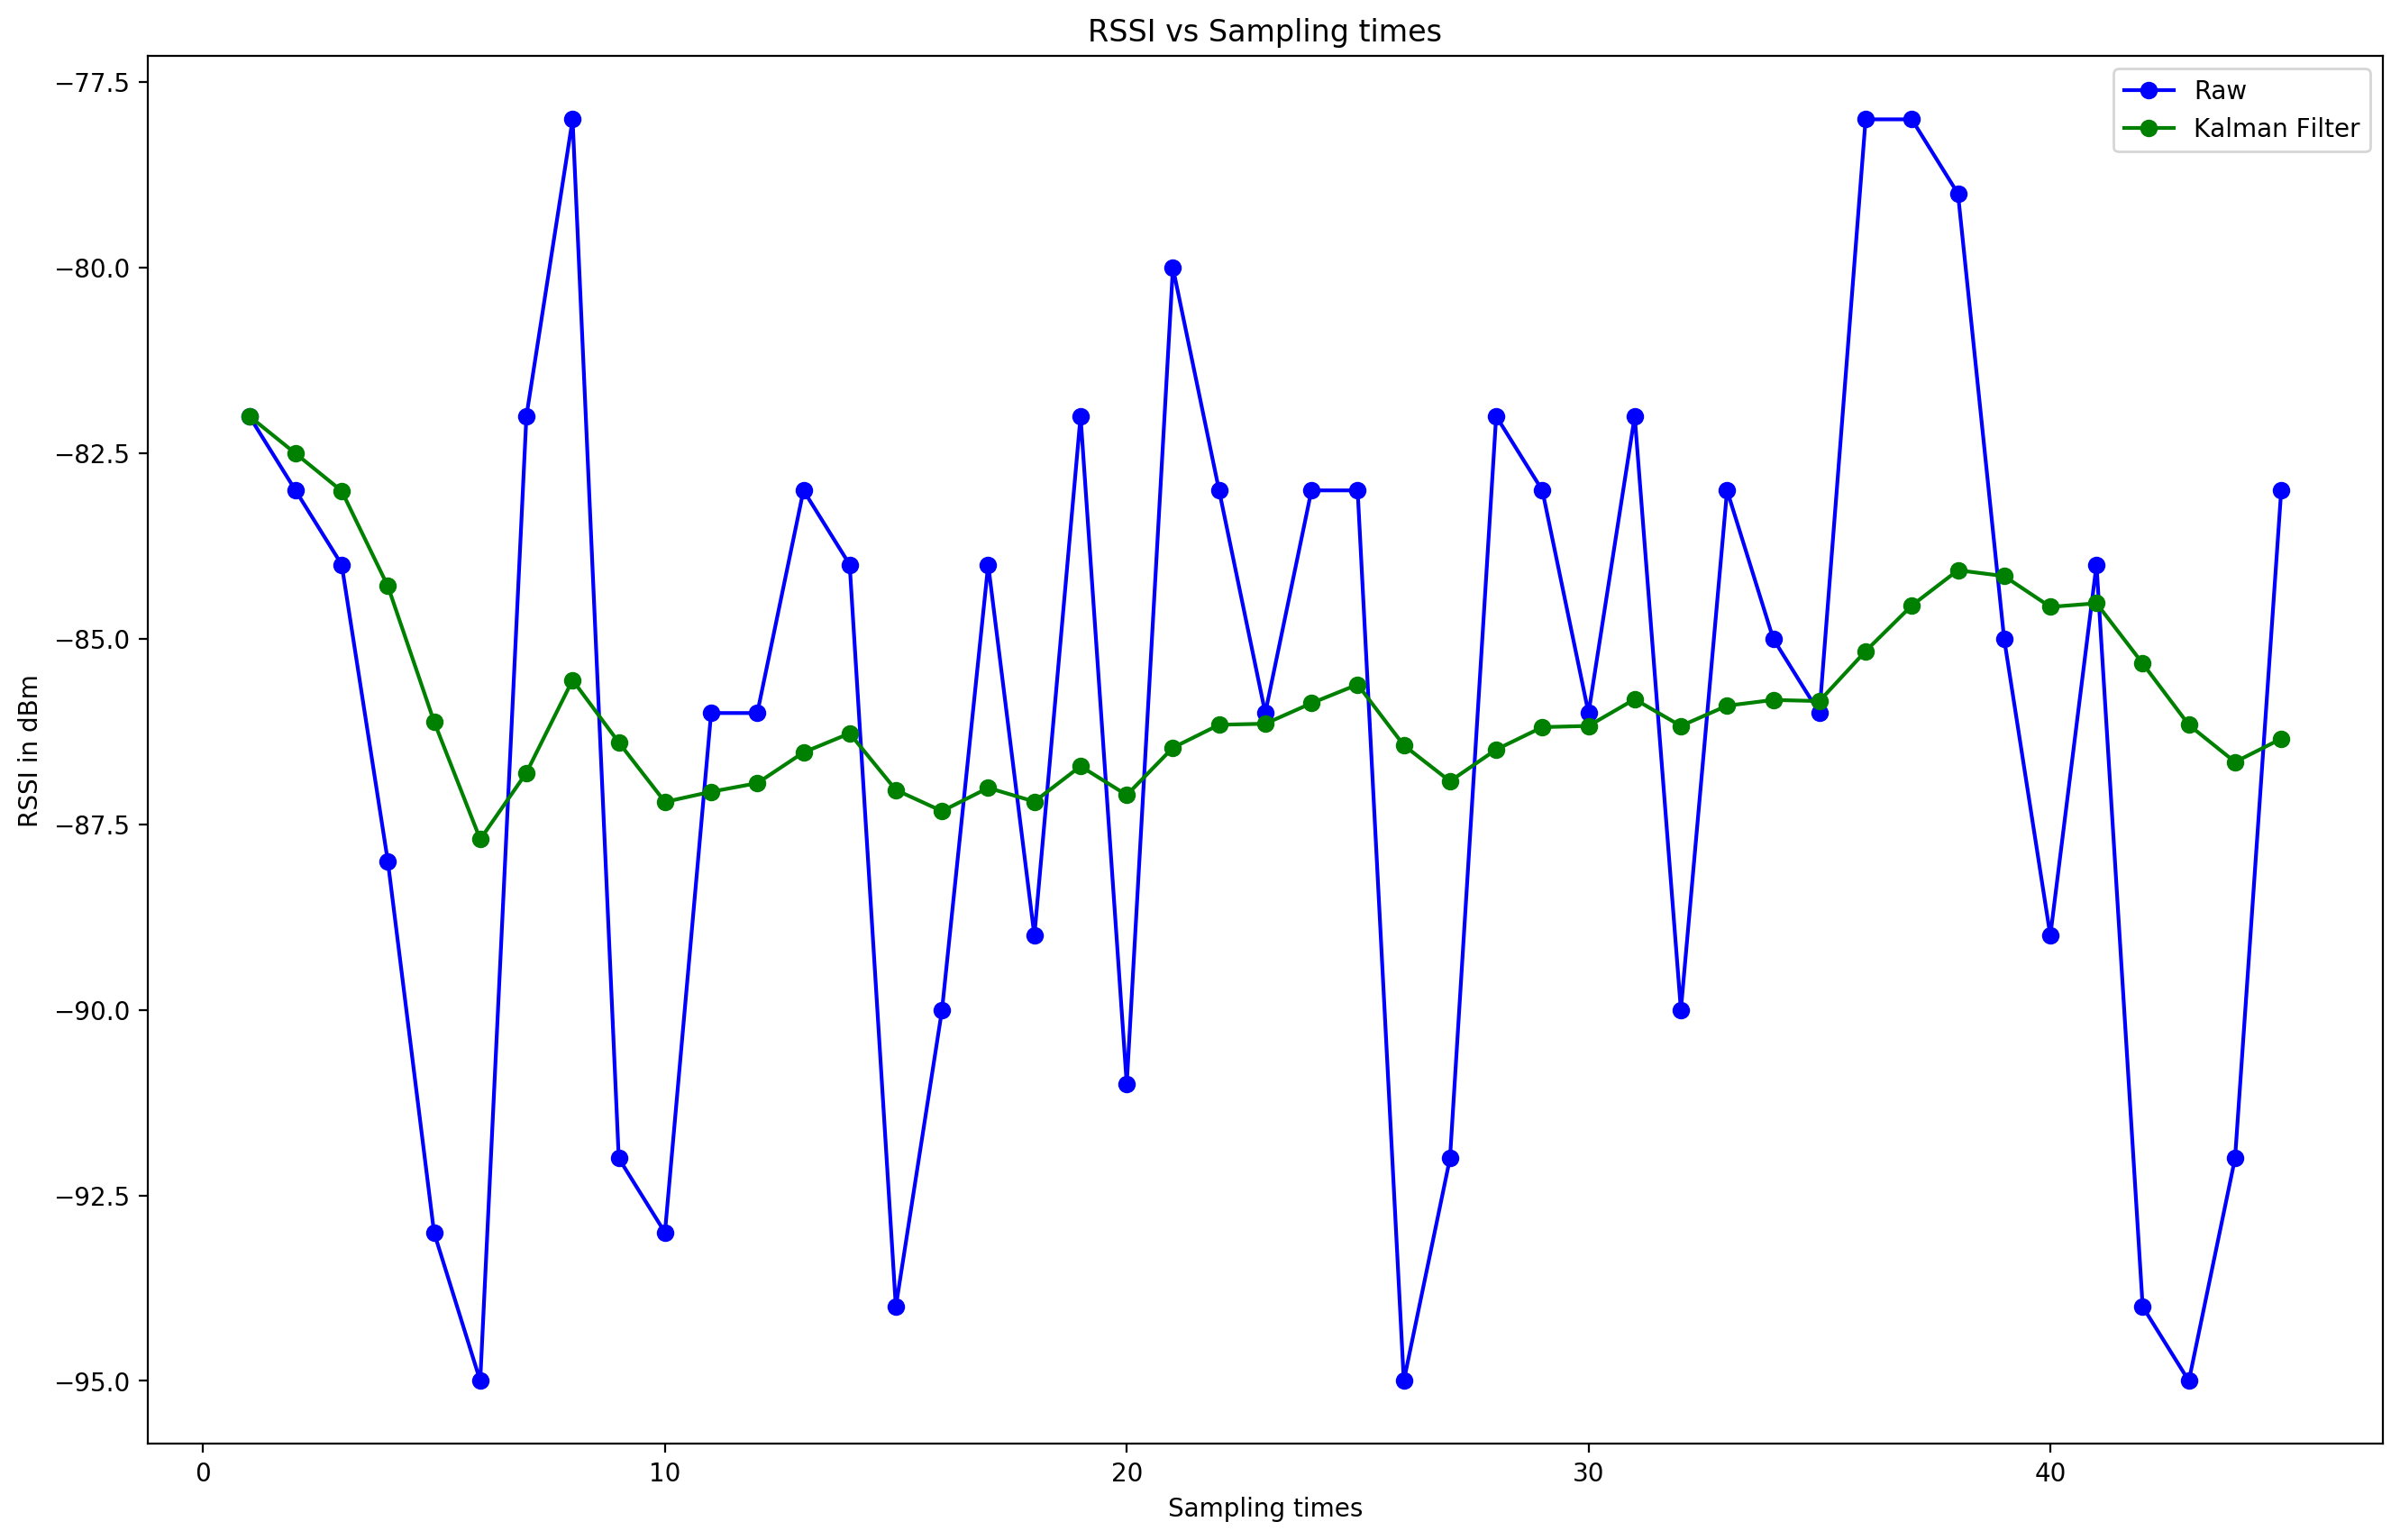 RSSI vs Sampling times
Raw
Kalman Filter
−77.5
−80.0
−82.5
−85.0
−87.5
−90.0
−92.5
−95.0
RSSI in dBm
0 10 20 30 40
Sampling times